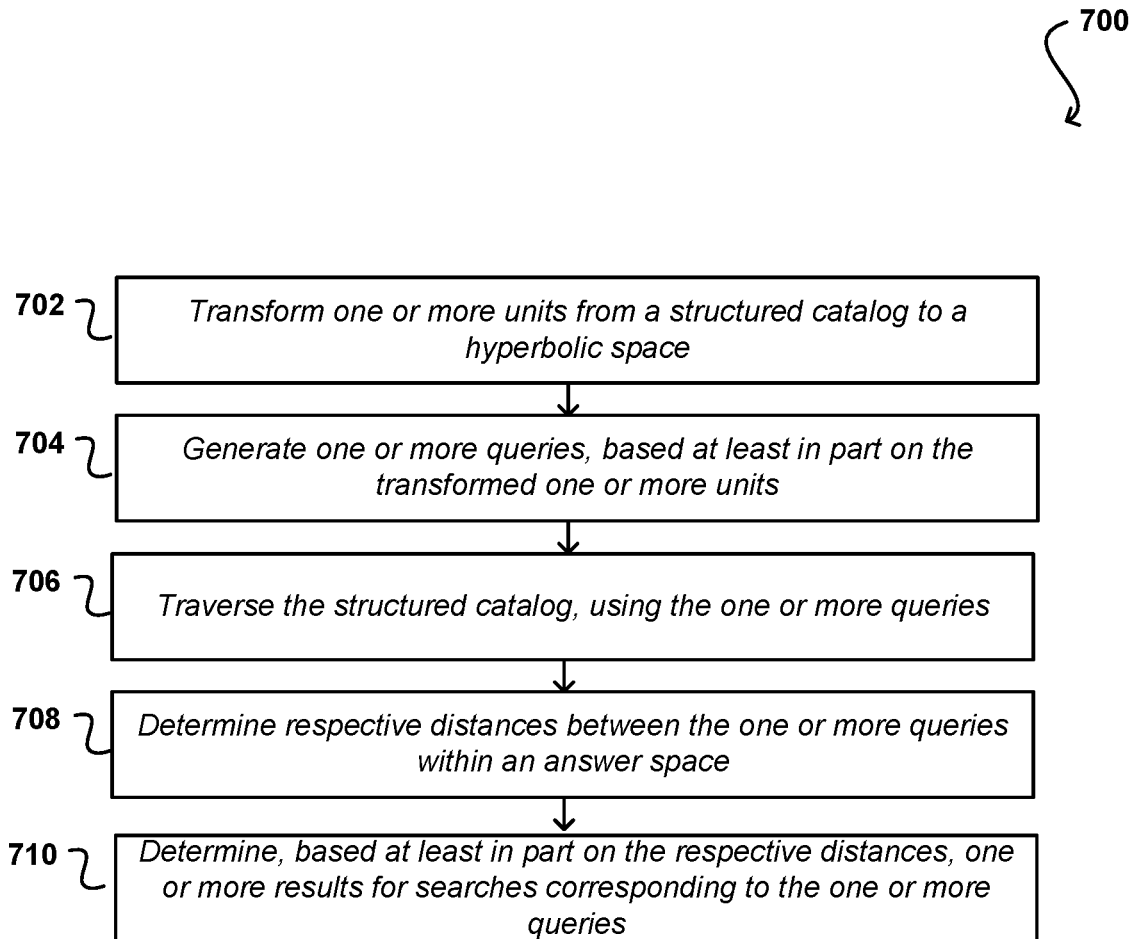 700
702
Transform one or more units from a structured catalog to a
hyperbolic space
704
Generate one or more queries, based at least in part on the
transformed one or more units
706
Traverse the structured catalog, using the one or more queries
708
Determine respective distances between the one or more queries
within an answer space
710
Determine, based at least in part on the respective distances, one
or more results for searches corresponding to the one or more
queries